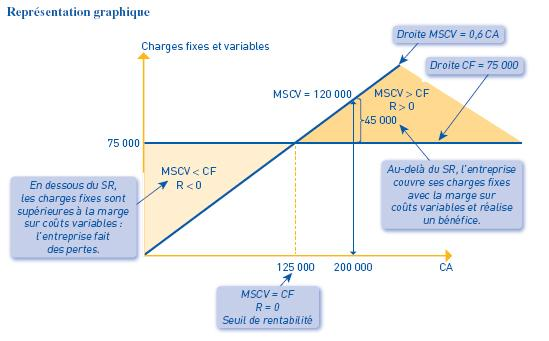 Représentation graphique
Charges fixes et variables
Droite MSCV = 0,6 CA
Droite CF = 75 000
MSCV = 120 000
MSCV > CF
R > 0
45 000
75 000
MSCV < CF
R < 0
En dessous du SR,
les charges fixes sont
supérieures à la marge
sur coûts variables :
l'entreprise fait
des pertes.
Au-delà du SR, l'entreprise
couvre ses charges fixes
avec la marge sur
coûts variables et réalise
un bénéfice.
125 000
200 000
CA
MSCV = CF
R = 0
Seuil de rentabilité